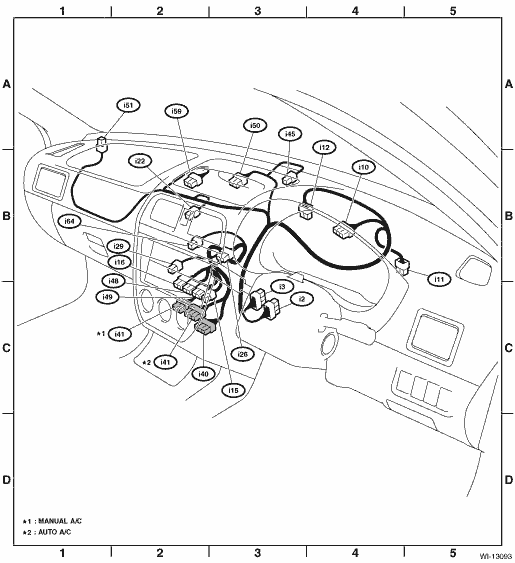 1 2 3 4 5
A A
i51
i59
i50
i45
i12
i10
i22
B B
i64
i29
i16
i11
i48
i49
i3
i2
*1 i41
C C
*2 i41
i26
i40
i15
D D
*1 : MANUAL A/C
*2 : AUTO A/C
1 2 3 4 5
WI-13093